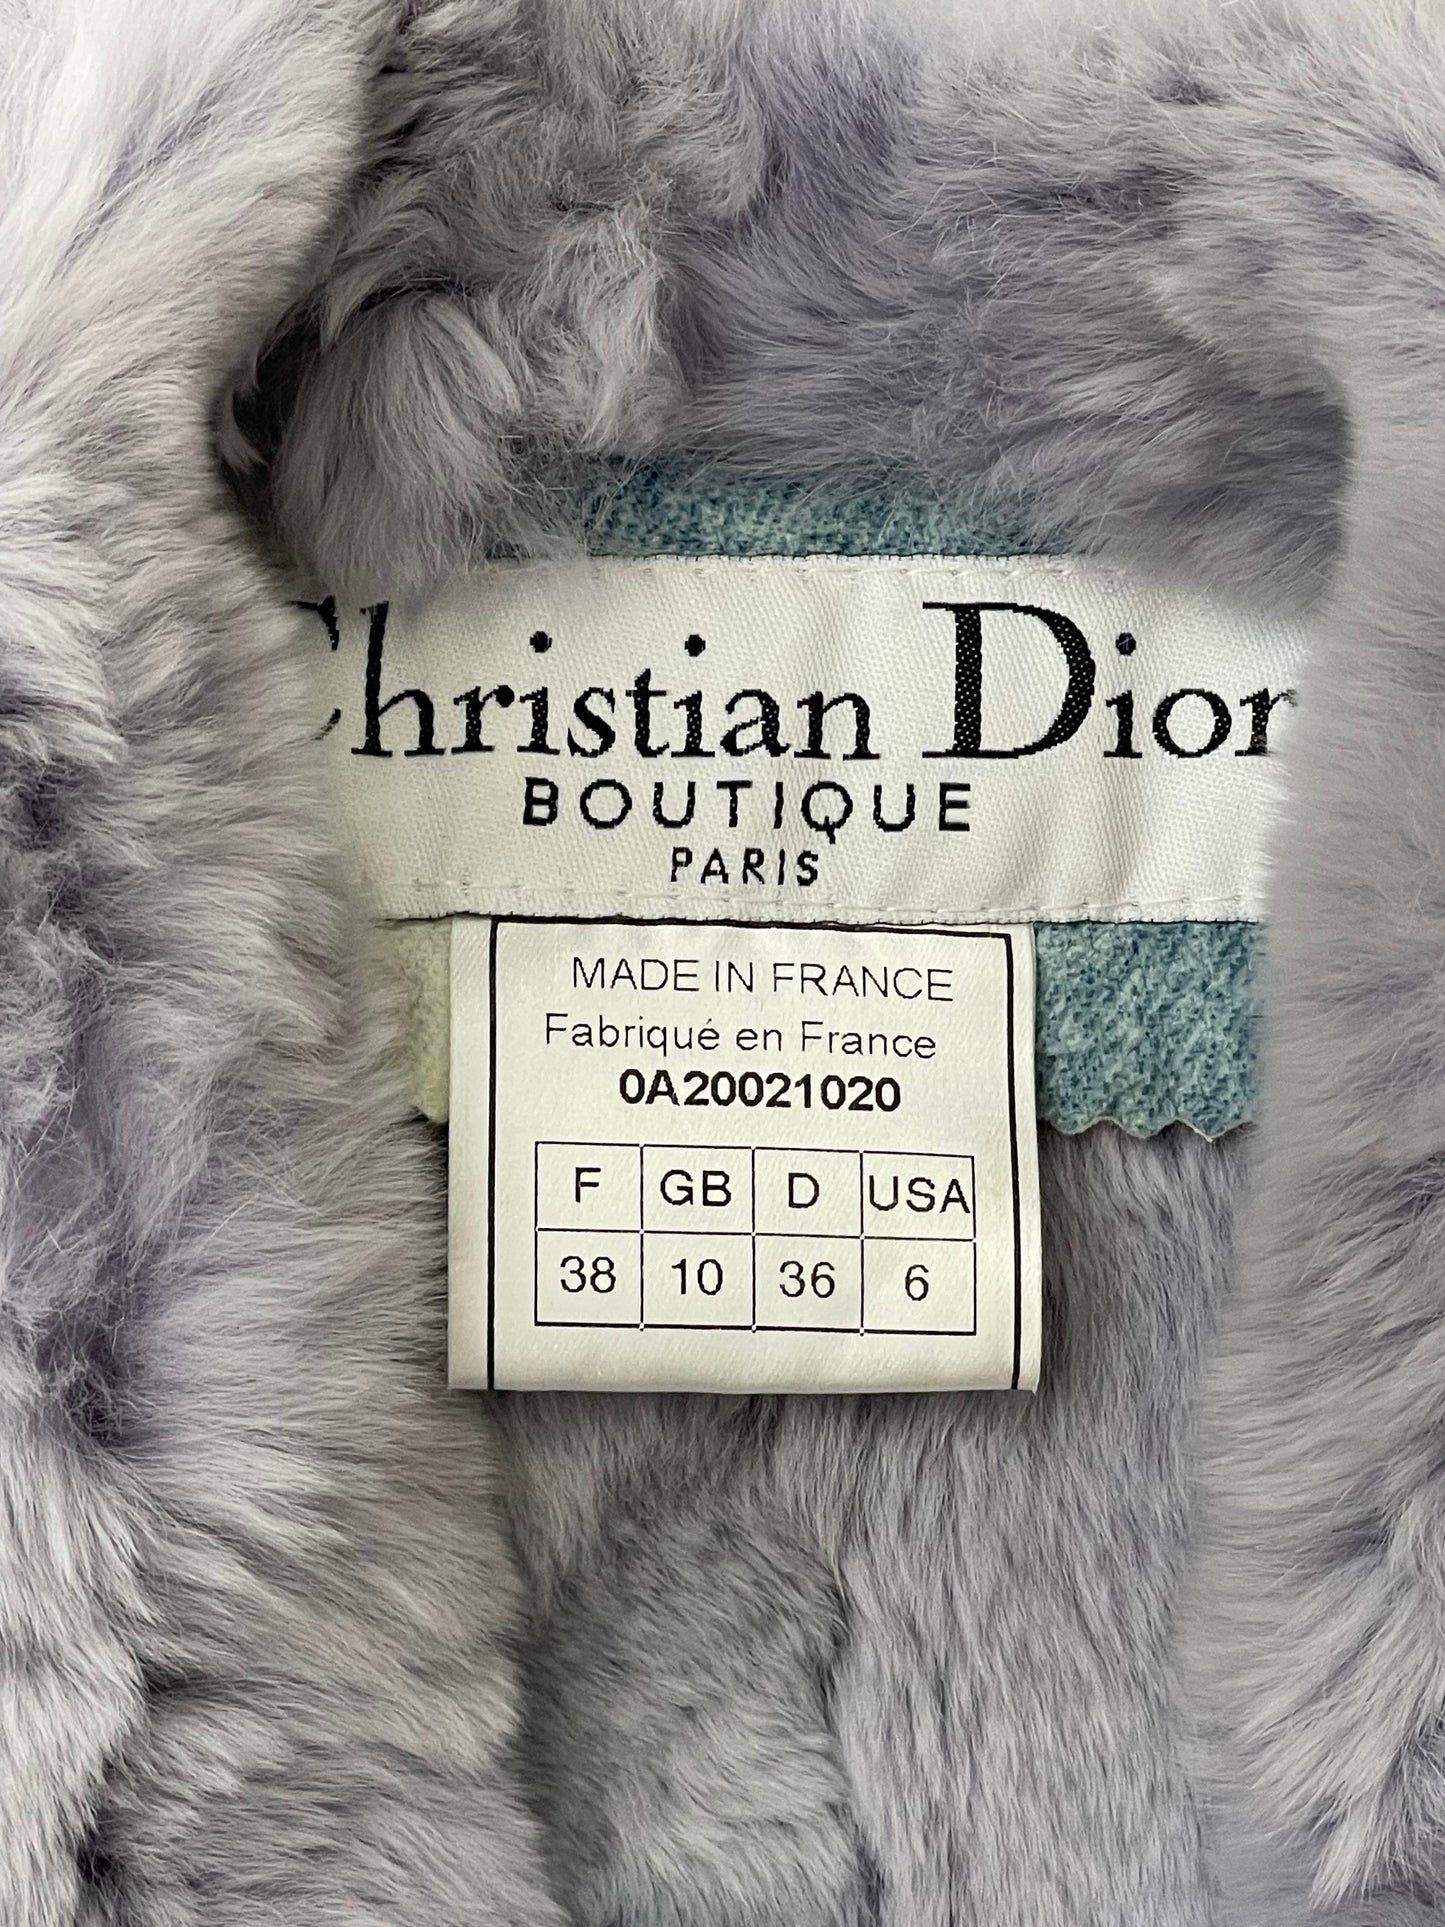 Christian Dior
BOUTIQUE
PARIS
MADE IN FRANCE
Fabriqué en France
0A20021020
F GB D USA
38 10 36 6